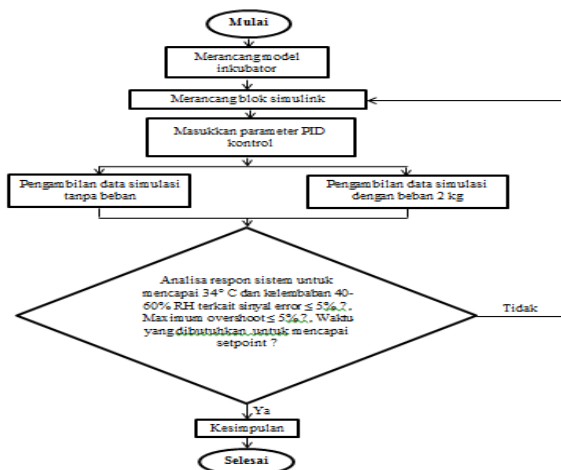 Mulai
Merancang model
inkubator
Merancang blok simulink
Masukkan parameter PID
kontrol
Pengambilan data simulasi
tanpa beban
Pengambilan data simulasi
dengan beban 2 kg
Analisa respon sistem untuk
mencapai 34° C dan kelembaban 40-
60% RH terkait sinyal error ≤ 5% ?.
Maximum overshoot ≤ 5% ?. Waktu
yang dibutuhkan untuk mencapai
setpoint ?
Tidak
Ya
Kesimpulan
Selesai